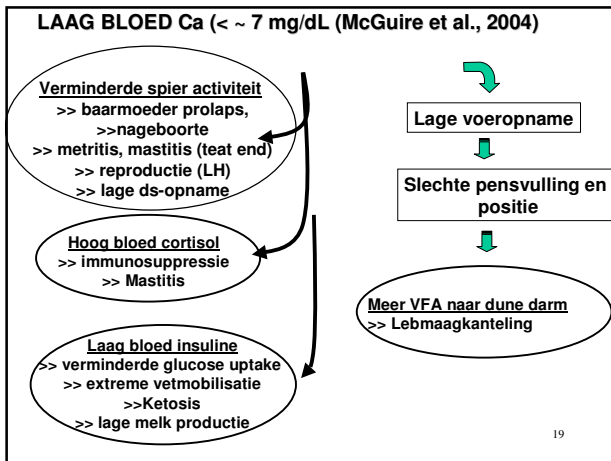 LAAG BLOED Ca (< ~ 7 mg/dL (McGuire et al., 2004)
Verminderde spier activiteit
>> baarmoeder prolaps,
>>nageboorte
>> metritis, mastitis (teat end)
>> reproductie (LH)
>> lage ds-opname
Hoog bloed cortisol
>> immunosuppressie
>> Mastitis
Laag bloed insuline
>> verminderde glucose uptake
>> extreme vetmobilisatie
>>Ketosis
>> lage melk productie
Lage voeropname
Slechte pensvulling en
positie
Meer VFA naar dune darm
>> Lebmaagkanteling
19